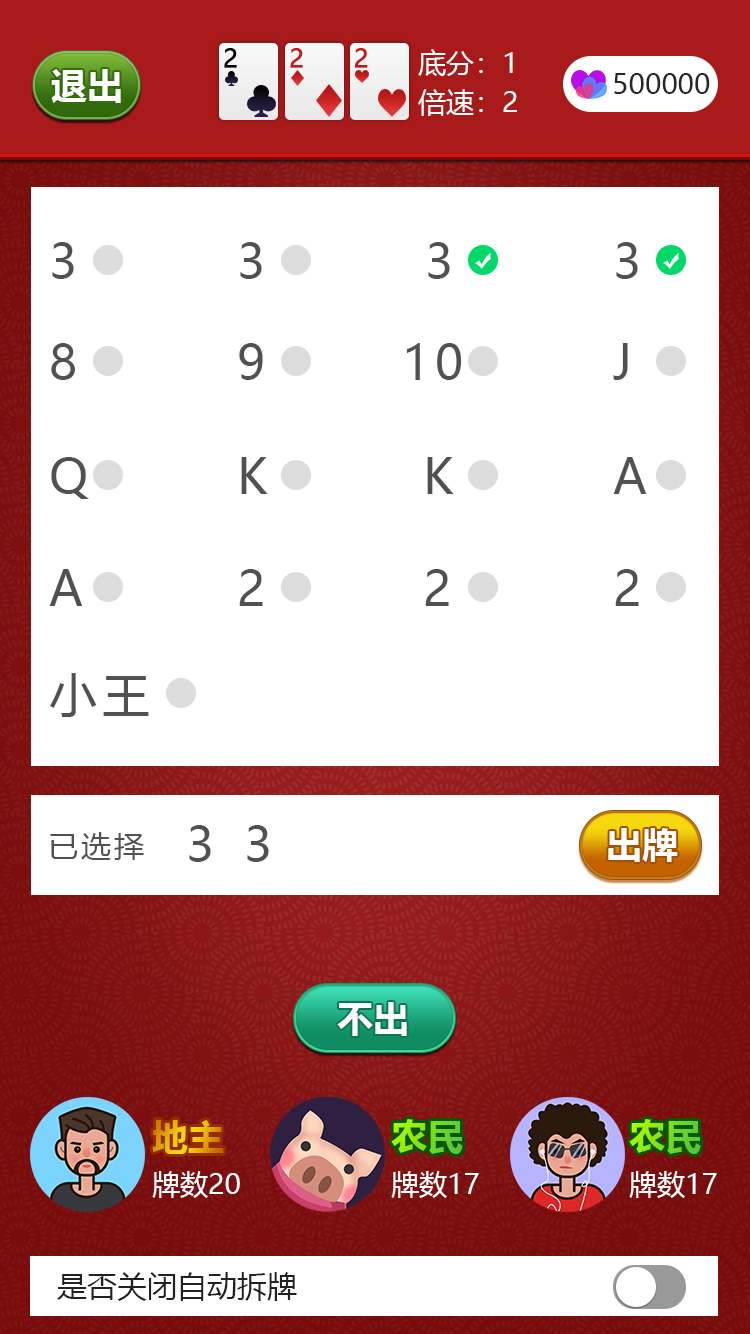 退出
2 2 2
底分：1
倍速：2
500000
3 3 3 3
8 9 10 J
Q K K A
A 2 2 2
小王
已选择 3 3
出牌
不出
地主
牌数20
农民
牌数17
农民
牌数17
是否关闭自动拆牌